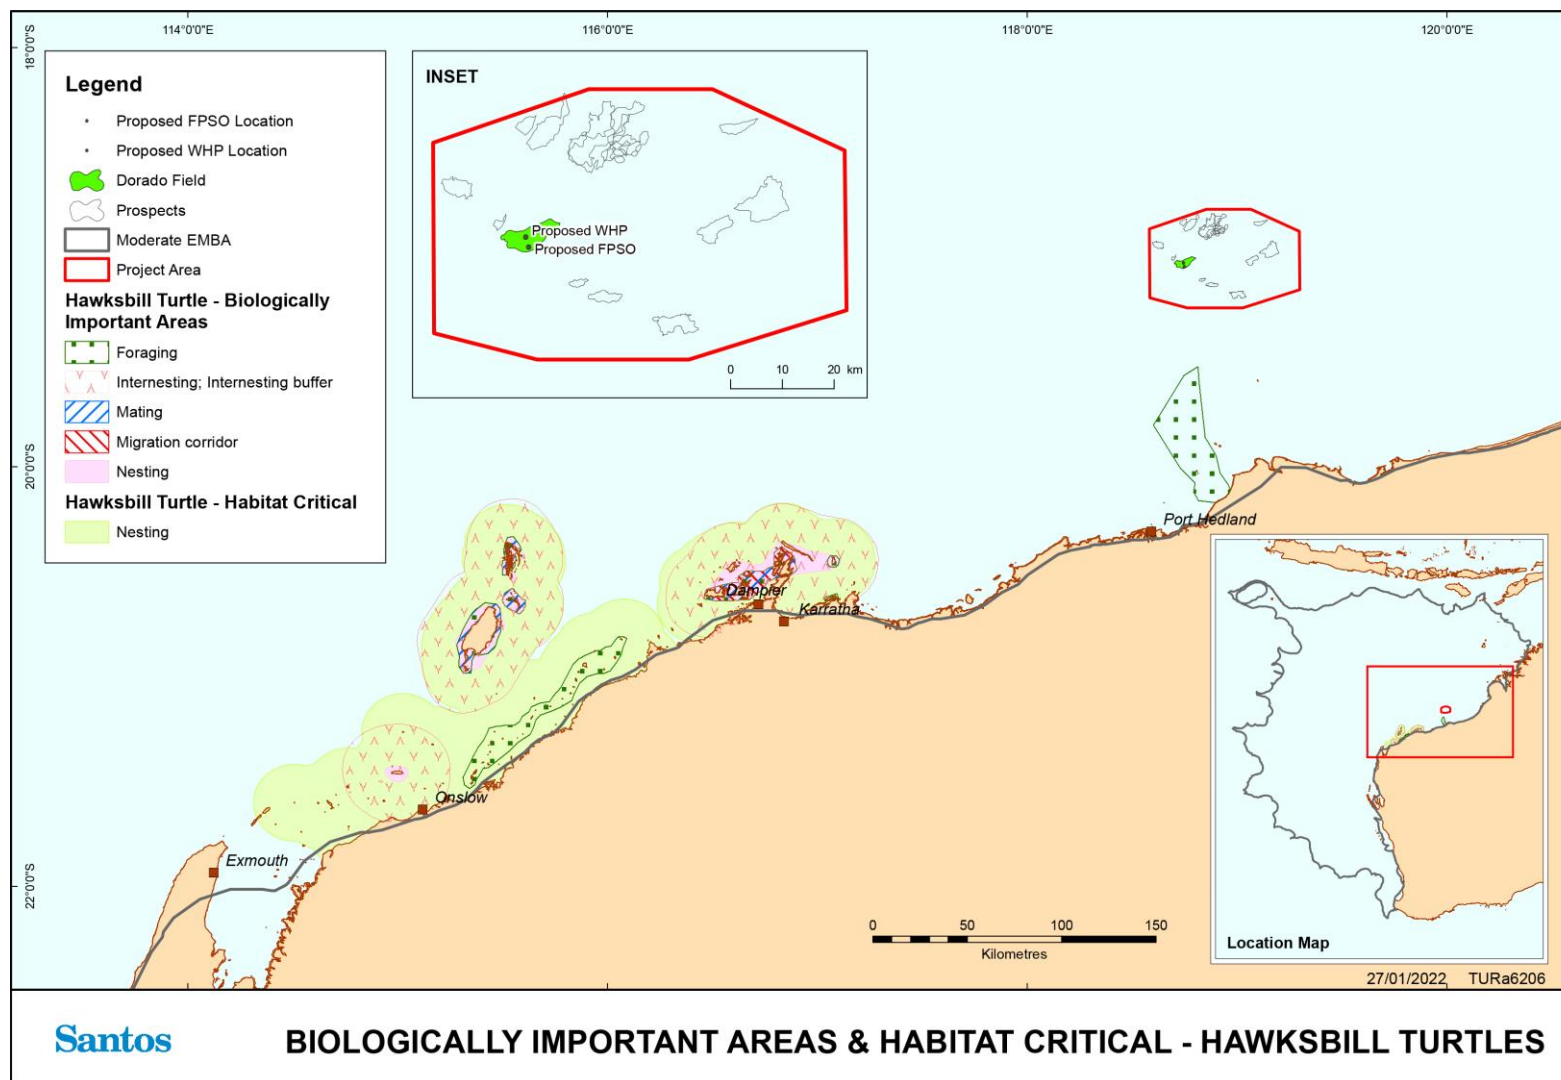 114°0'0"E
116°0'0"E
118°0'0"E
120°0'0"E
18°0'0"S
20°0'0"S
22°0'0"S
Legend
Proposed FPSO Location
Proposed WHP Location
Dorado Field
Prospects
Moderate EMBA
Project Area
Hawksbill Turtle - Biologically
Important Areas
Foraging
Internesting; Internesting buffer
Mating
Migration corridor
Nesting
Hawksbill Turtle - Habitat Critical
Nesting
INSET
Proposed WHP
Proposed FPSO
0 10 20 km
Port Hedland
Dampier
Karratha
Onslow
Exmouth
0 50 100 150
Kilometres
Location Map
27/01/2022 TURa6206
Santos
BIOLOGICALLY IMPORTANT AREAS & HABITAT CRITICAL - HAWKSBILL TURTLES